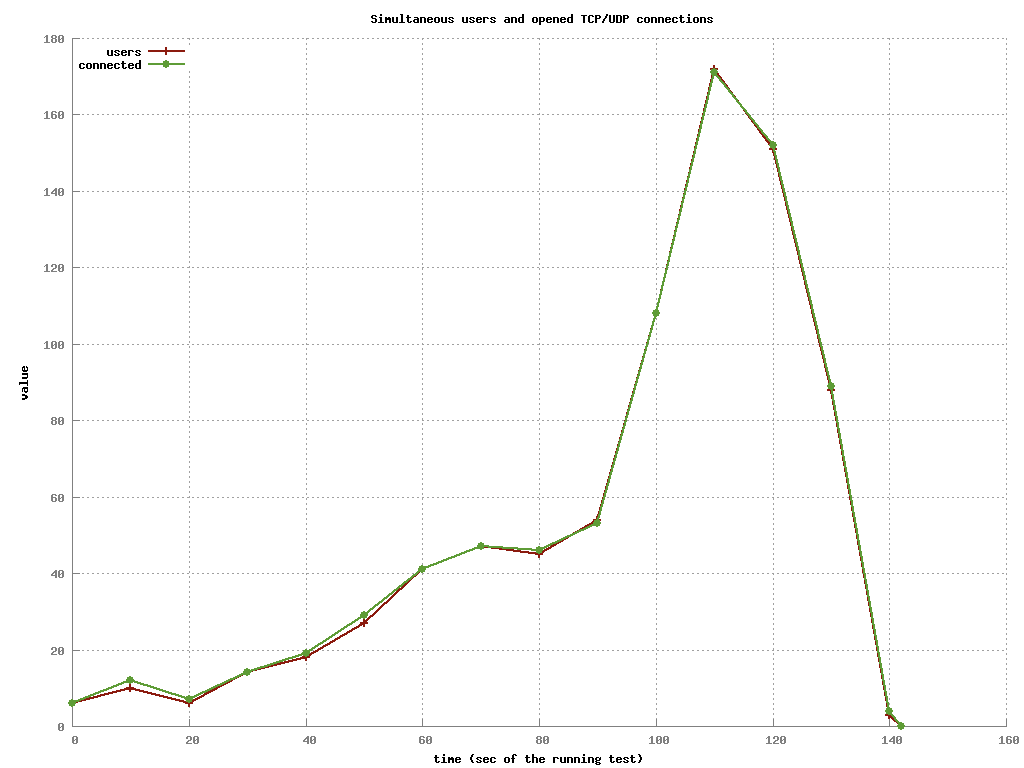 Simultaneous users and opened TCP/UDP connections
180
users
connected
160
140
120
100
value
80
60
40
20
0
0 20 40 60 80 100 120 140 160
time (sec of the running test)